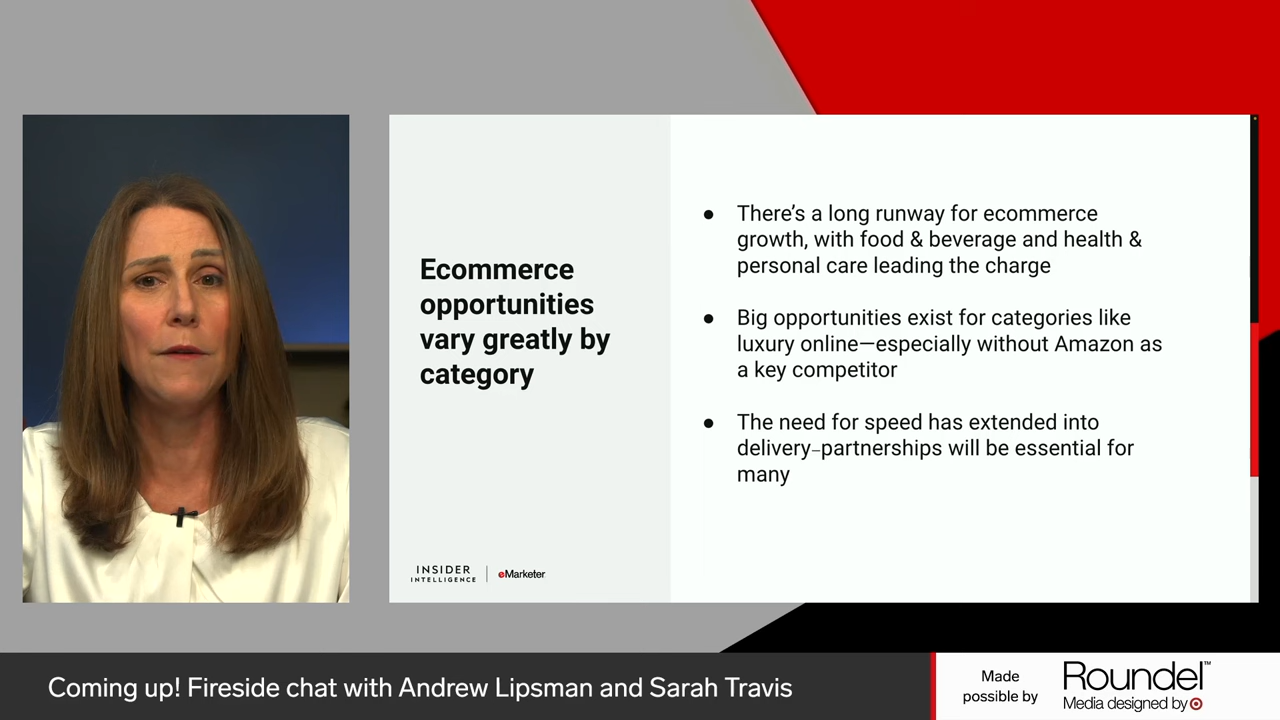 Ecommerce
opportunities
vary greatly by
category
● There’s a long runway for ecommerce
growth, with food & beverage and health &
personal care leading the charge
● Big opportunities exist for categories like
luxury online—especially without Amazon as
a key competitor
● The need for speed has extended into
delivery–partnerships will be essential for
many
INSIDER
INTELLIGENCE
eMarketer
Coming up! Fireside chat with Andrew Lipsman and Sarah Travis
Made
possible by
Roundel™
Media designed by